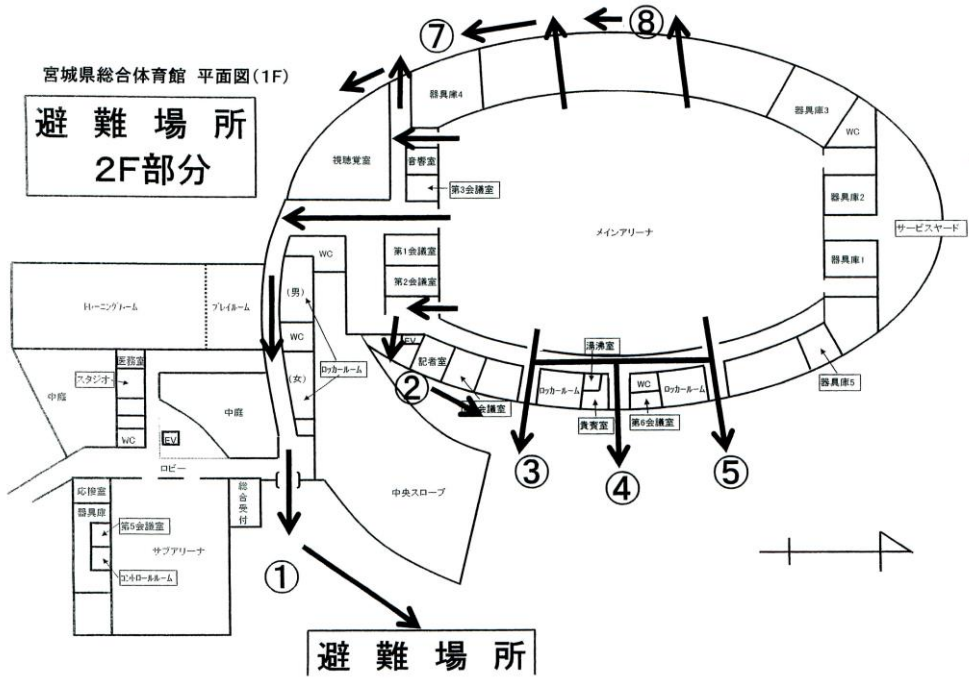 宮城県総合体育館 平面図(1F)
避難場所
2F部分
⑦
⑧
器具庫4
器具庫3
WC
視聴覚室
音響室
第3会議室
器具庫2
メインアリーナ
サービスヤード
第1会議室
器具庫1
第2会議室
WC
トレーニングルーム
プレイルーム
(男)
WC
ロッカールーム
(女)
EV
記者室
②
会議室
湯沸室
ロッカールーム
WC
ロッカールーム
貴賓室
第6会議室
器具庫5
医務室
スタジオ
中庭
中庭
WC
EV
ロビー
③
④
⑤
中央スロープ
応接室
器具庫
総合受付
第5会議室
サブアリーナ
コントロールルーム
①
避難場所